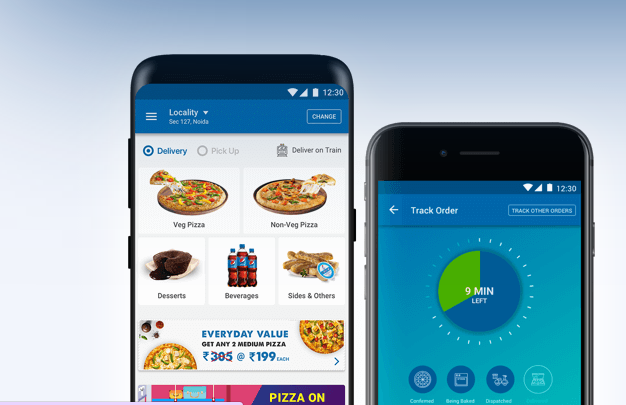 12:30
Locality
Sec 127, Noida
CHANGE
Delivery
Pick Up
Deliver on Train
Veg Pizza
Non-Veg Pizza
Desserts
Beverages
Sides & Others
EVERYDAY VALUE
GET ANY 2 MEDIUM PIZZA
₹305 @ ₹199 EACH
PIZZA ON
12:30
Track Order
TRACK OTHER ORDERS
9 MIN
LEFT
Confirmed
Being Baked
Dispatched